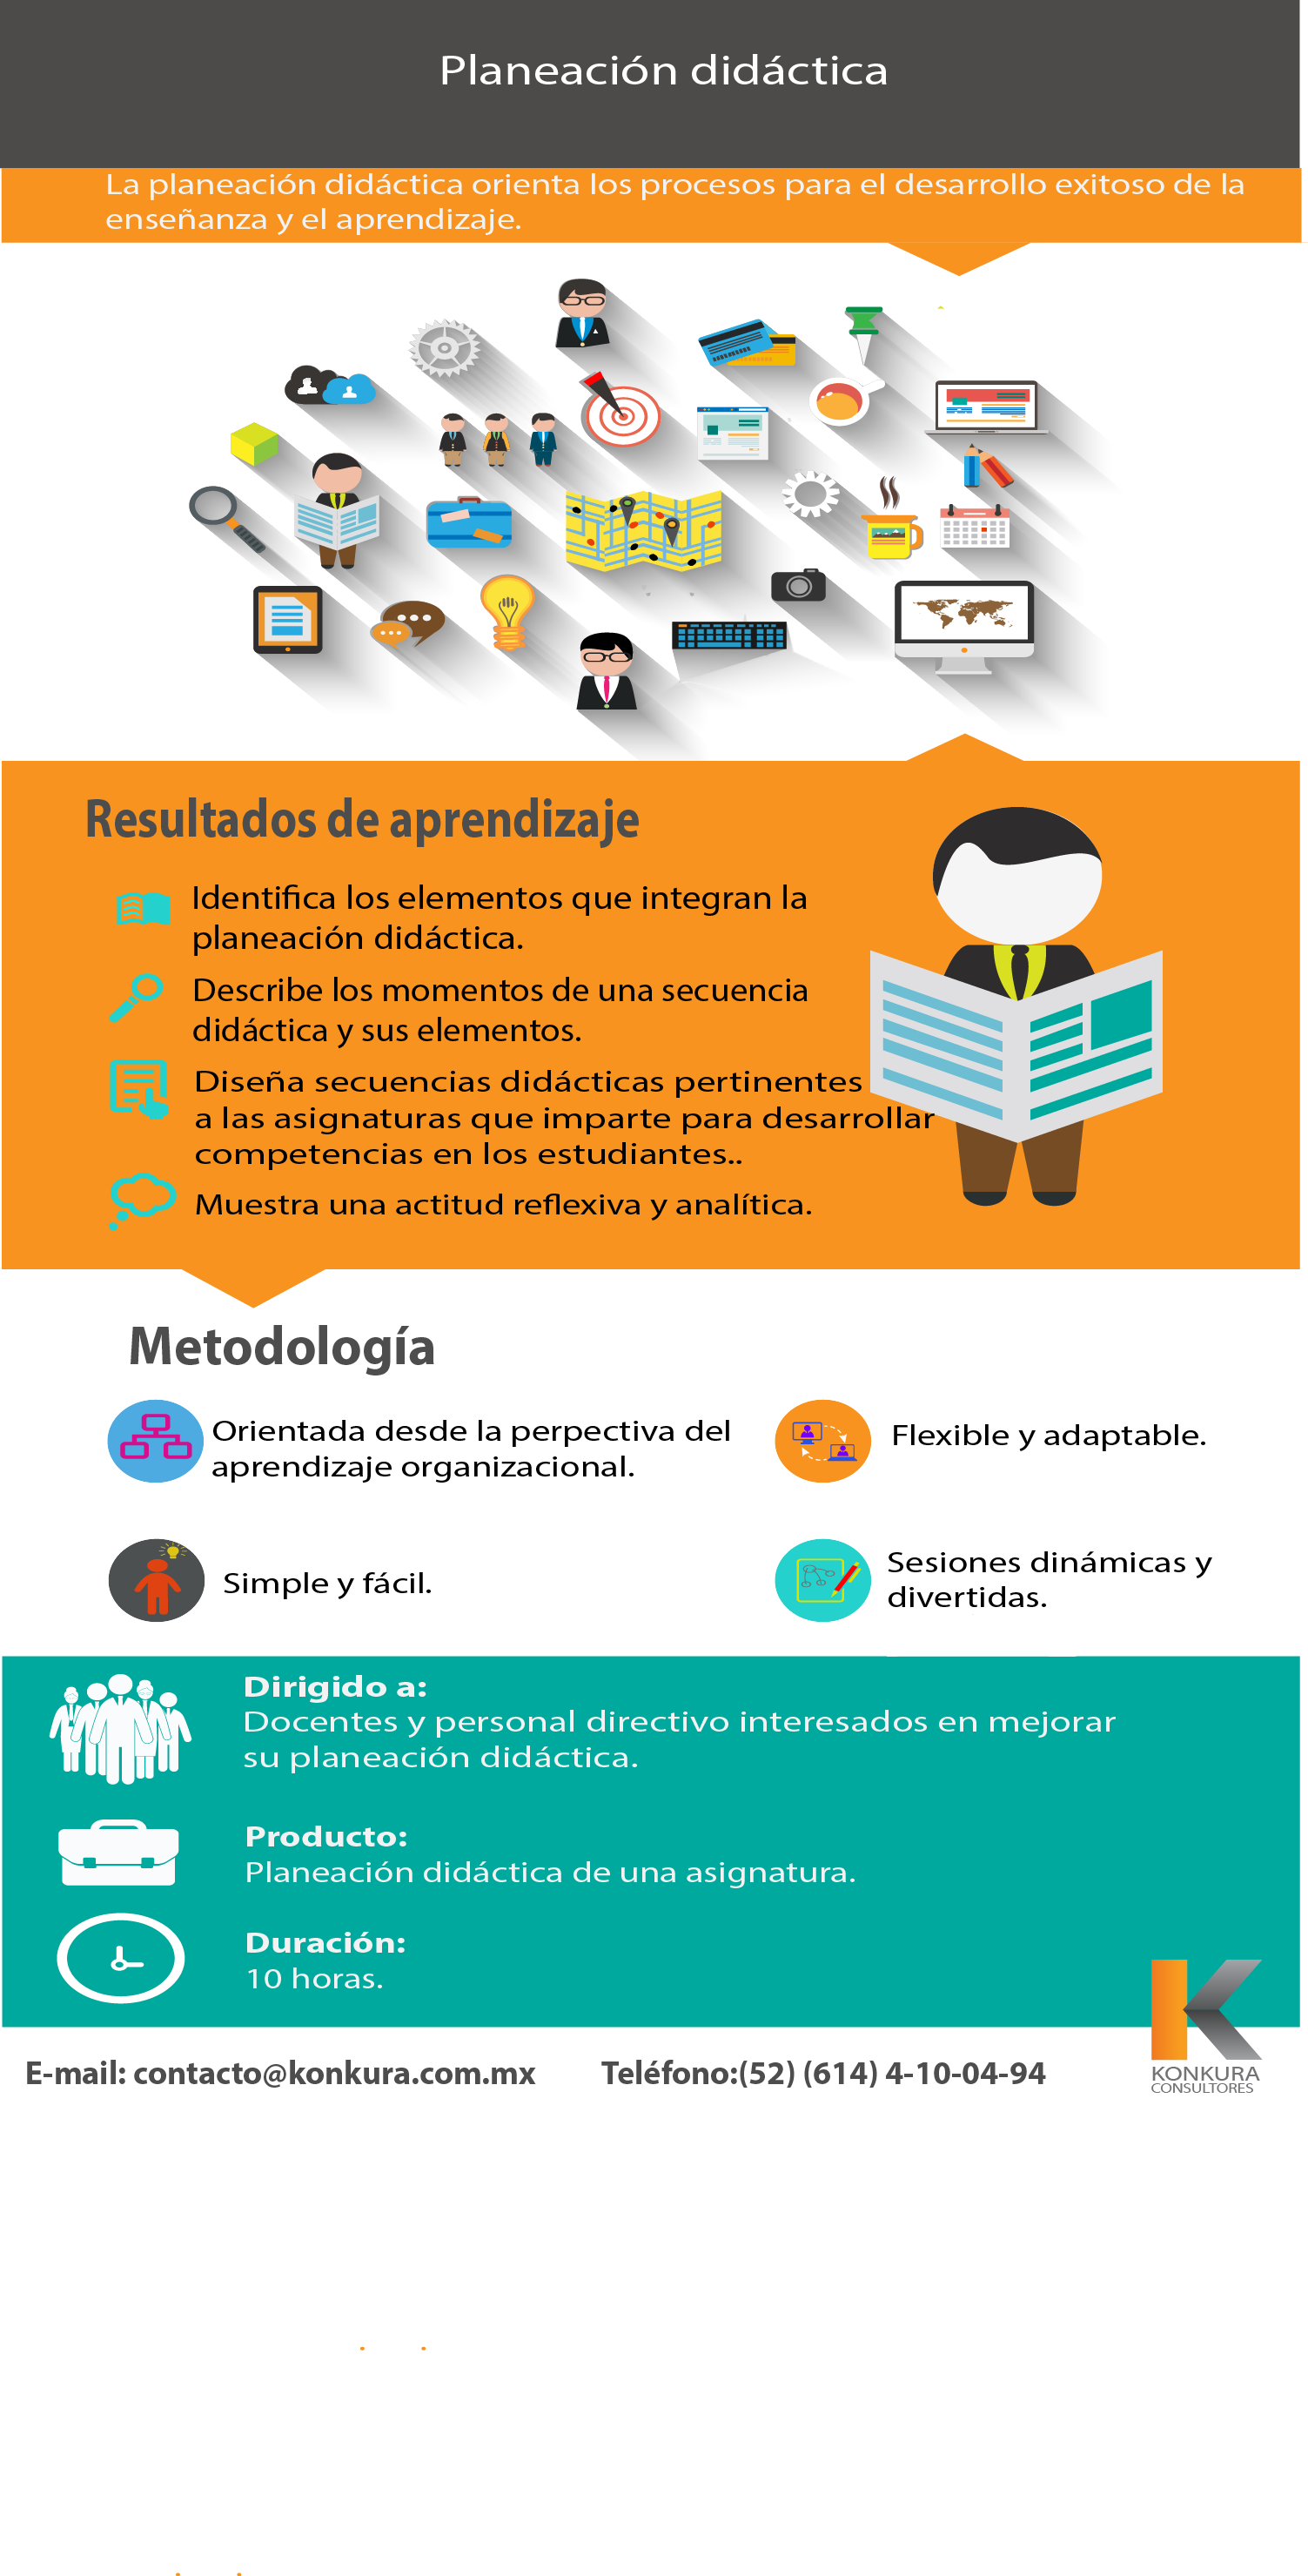 Planeación didáctica
La planeación didáctica orienta los procesos para el desarrollo exitoso de la
enseñanza y el aprendizaje.
Resultados de aprendizaje
Identifica los elementos que integran la
planeación didáctica.
Describe los momentos de una secuencia
didáctica y sus elementos.
Diseña secuencias didácticas pertinentes
a las asignaturas que imparte para desarrollar
competencias en los estudiantes..
Muestra una actitud reflexiva y analítica.
Metodología
Orientada desde la perpectiva del
aprendizaje organizacional.
Flexible y adaptable.
Simple y fácil.
Sesiones dinámicas y
divertidas.
Dirigido a:
Docentes y personal directivo interesados en mejorar
su planeación didáctica.
Producto:
Planeación didáctica de una asignatura.
Duración:
10 horas.
E-mail: contacto@konkura.com.mx
Teléfono:(52) (614) 4-10-04-94
KONKURA
CONSULTORES